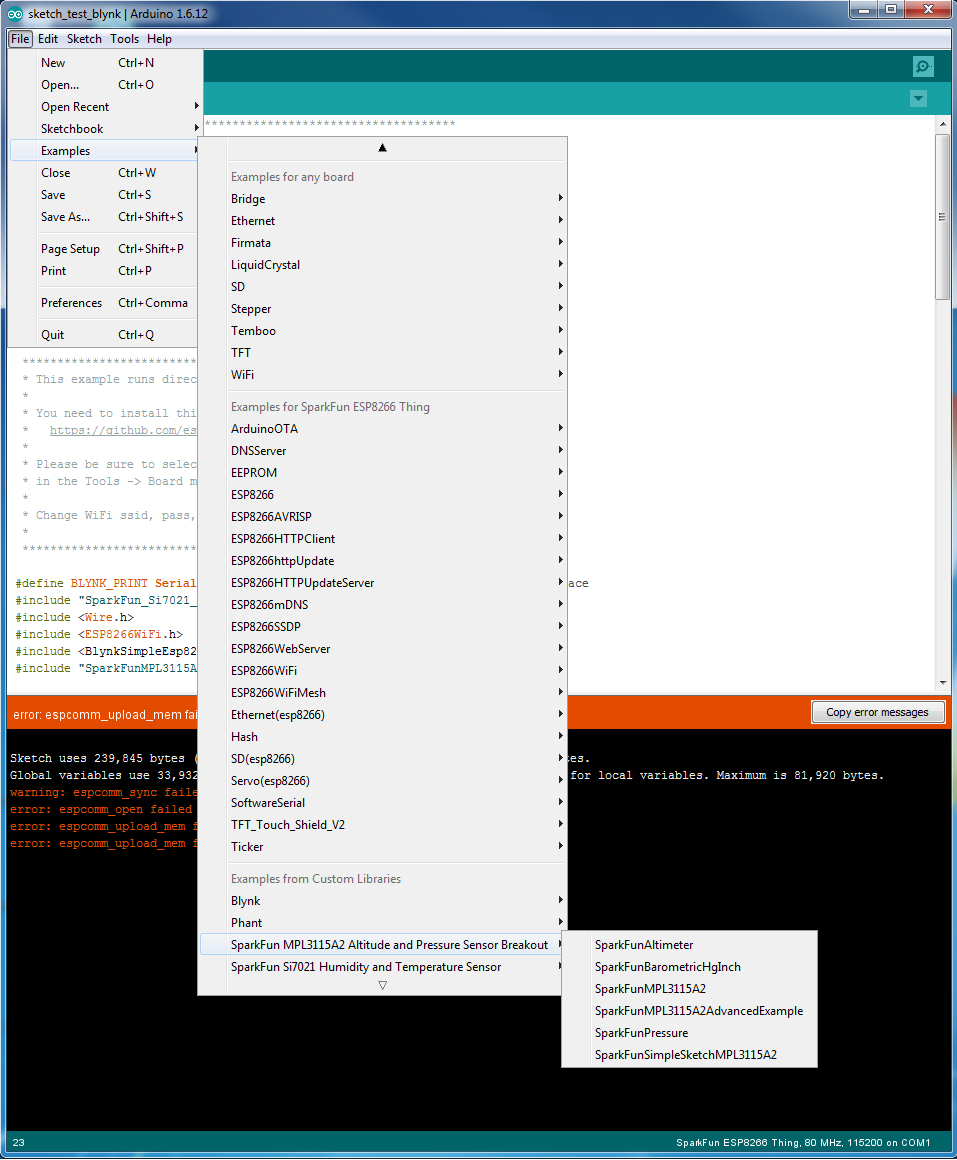 sketch_test_blynk | Arduino 1.6.12
File Edit Sketch Tools Help
New Ctrl+N
Open... Ctrl+O
Open Recent
Sketchbook
Examples
Close Ctrl+W
Save Ctrl+S
Save As... Ctrl+Shift+S
Page Setup Ctrl+Shift+P
Print Ctrl+P
Preferences Ctrl+Comma
Quit Ctrl+Q
************************************
Examples for any board
Bridge
Ethernet
Firmata
LiquidCrystal
SD
Stepper
Temboo
TFT
WiFi
Examples for SparkFun ESP8266 Thing
ArduinoOTA
DNSServer
EEPROM
ESP8266
ESP8266AVRISP
ESP8266HTTPClient
ESP8266httpUpdate
ESP8266HTTPUpdateServer
ESP8266mDNS
ESP8266SSDP
ESP8266WebServer
ESP8266WiFi
ESP8266WiFiMesh
Ethernet(esp8266)
Hash
SD(esp8266)
Servo(esp8266)
SoftwareSerial
TFT_Touch_Shield_V2
Ticker
Examples from Custom Libraries
Blynk
Phant
SparkFun MPL3115A2 Altitude and Pressure Sensor Breakout
SparkFun Si7021 Humidity and Temperature Sensor
SparkFunAltimeter
SparkFunBarometricHgInch
SparkFunMPL3115A2
SparkFunMPL3115A2AdvancedExample
SparkFunPressure
SparkFunSimpleSketchMPL3115A2
*************************
* This example runs direc
*
* You need to install thi
* https://github.com/es
*
* Please be sure to selec
* in the Tools -> Board m
*
* Change WiFi ssid, pass,
*
*************************
#define BLYNK_PRINT Serial ace
#include "SparkFun_Si7021_
#include <Wire.h>
#include <ESP8266WiFi.h>
#include <BlynkSimpleEsp82
#include "SparkFunMPL3115A
error: espcomm_upload_mem fai
Copy error messages
Sketch uses 239,845 bytes ( es.
Global variables use 33,932 for local variables. Maximum is 81,920 bytes.
warning: espcomm_sync faile
error: espcomm_open failed
error: espcomm_upload_mem f
error: espcomm_upload_mem f
23
SparkFun ESP8266 Thing, 80 MHz, 115200 on COM1